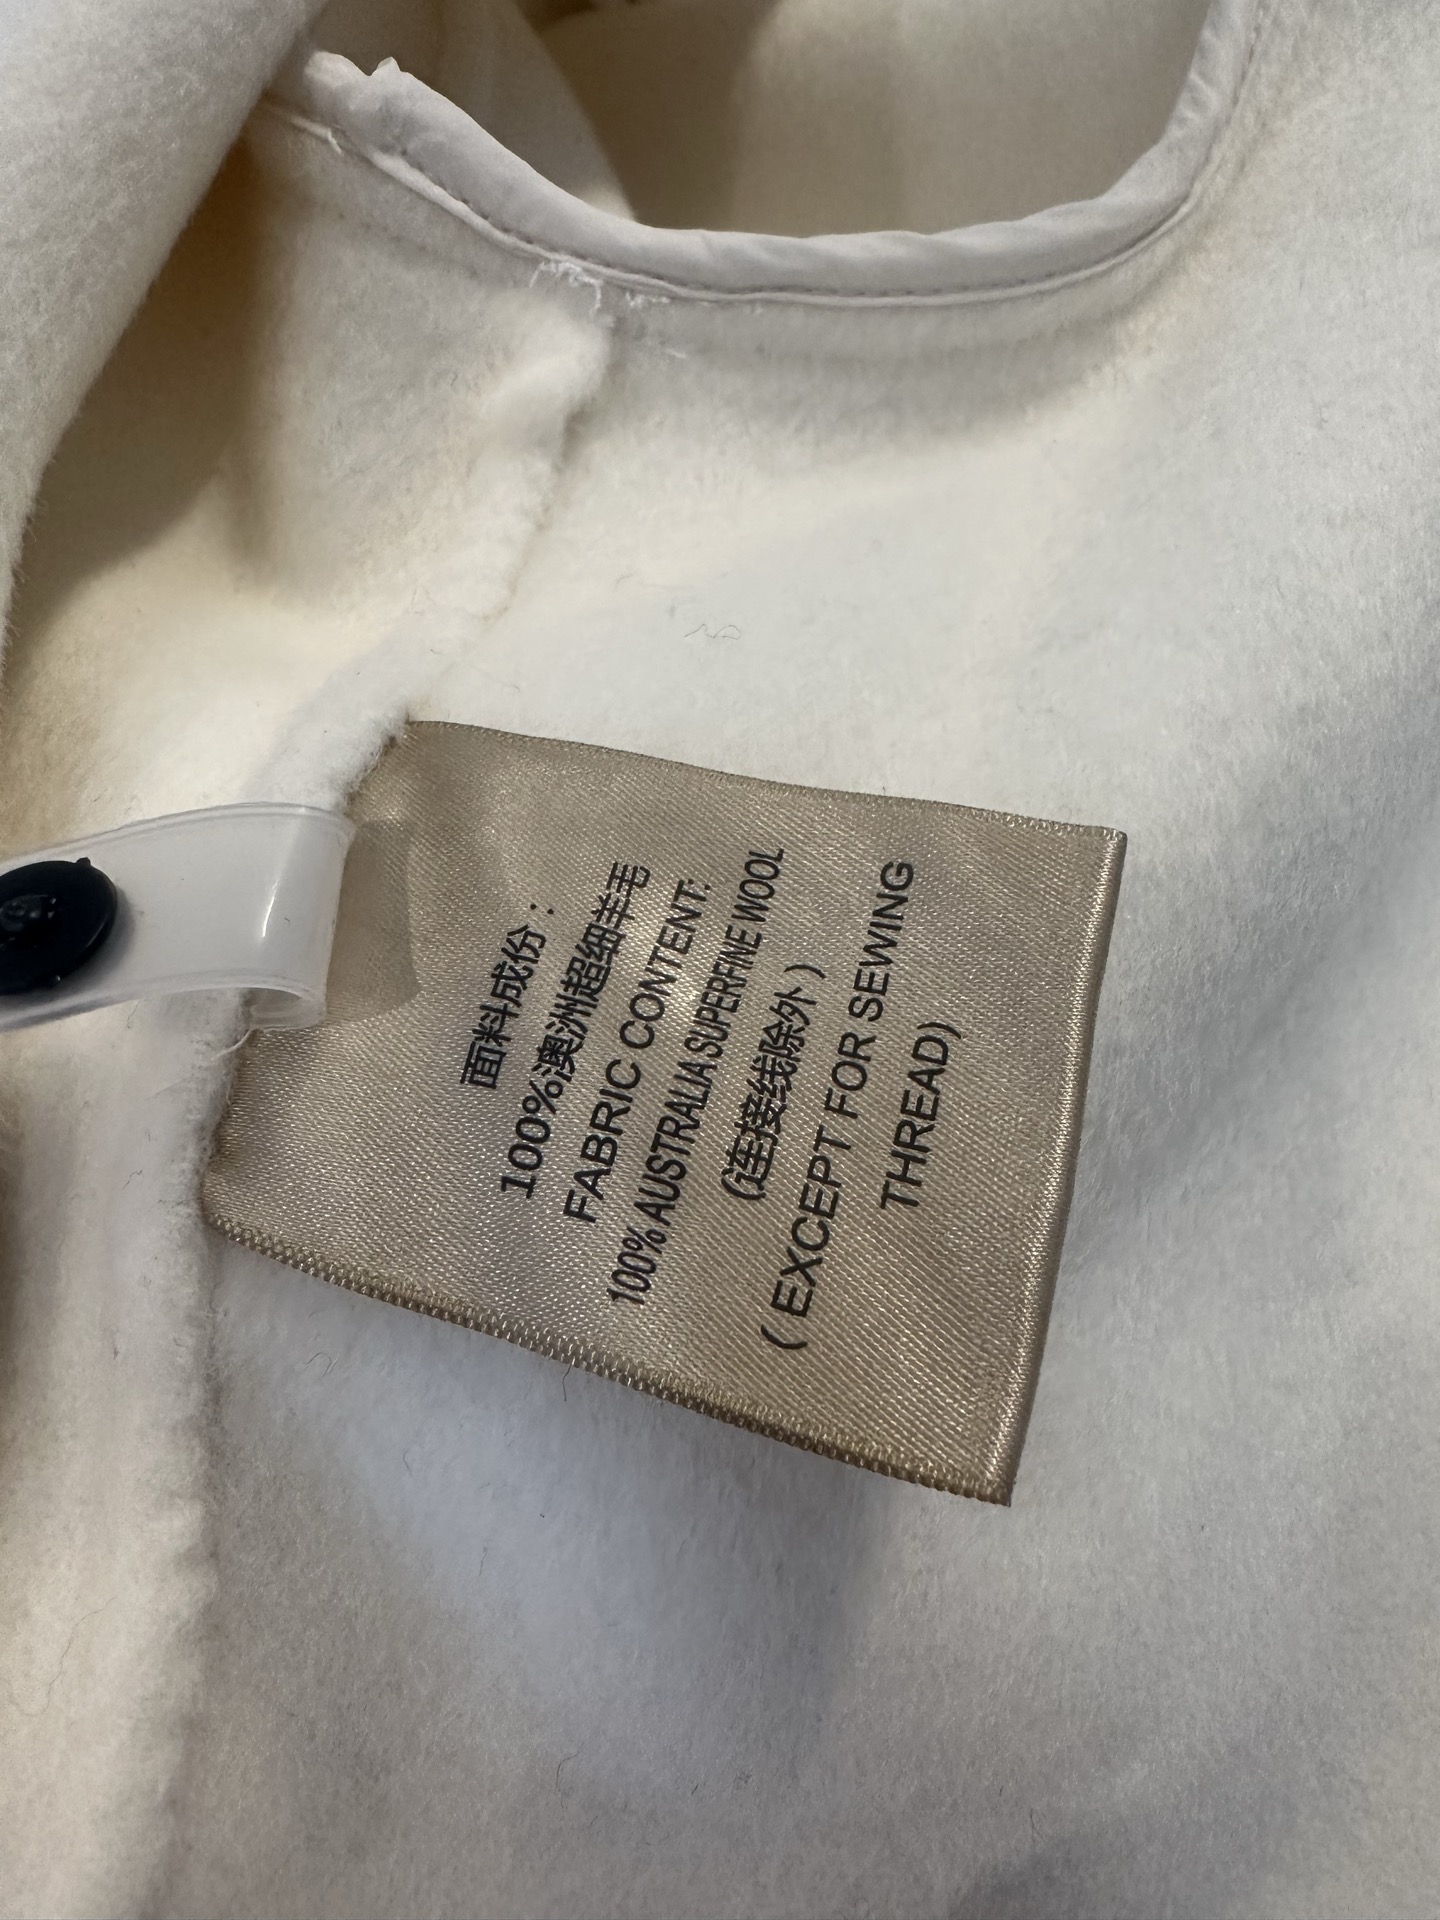 面料成份：
100%澳洲超细羊毛
FABRIC CONTENT:
100% AUSTRALIA SUPERFINE WOOL
(连接线除外)
( EXCEPT FOR SEWING
THREAD)